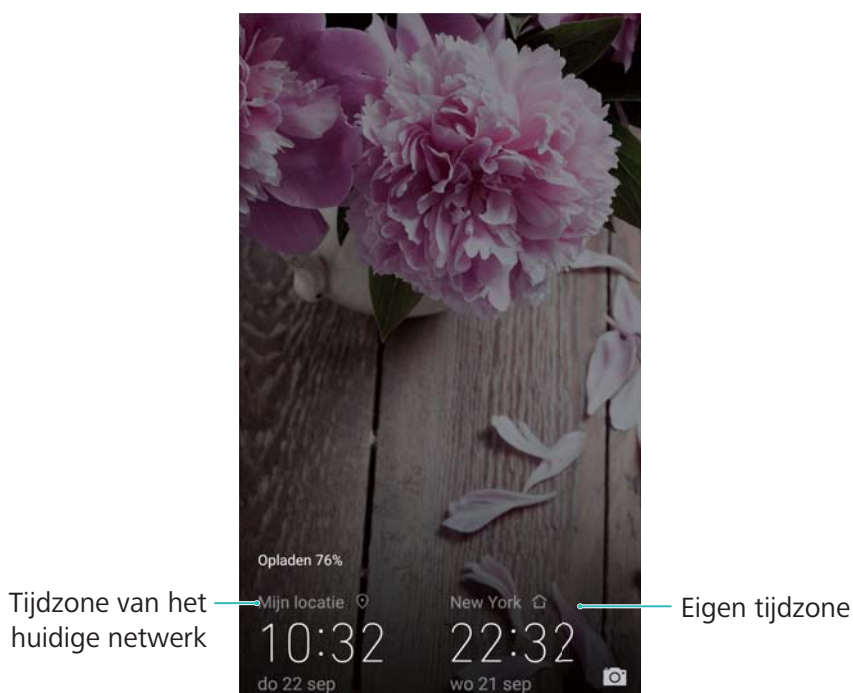 Opladen 76%
Tijdzone van het
huidige netwerk
Mijn locatie
10:32
do 22 sep
New York
22:32
wo 21 sep
Eigen tijdzone